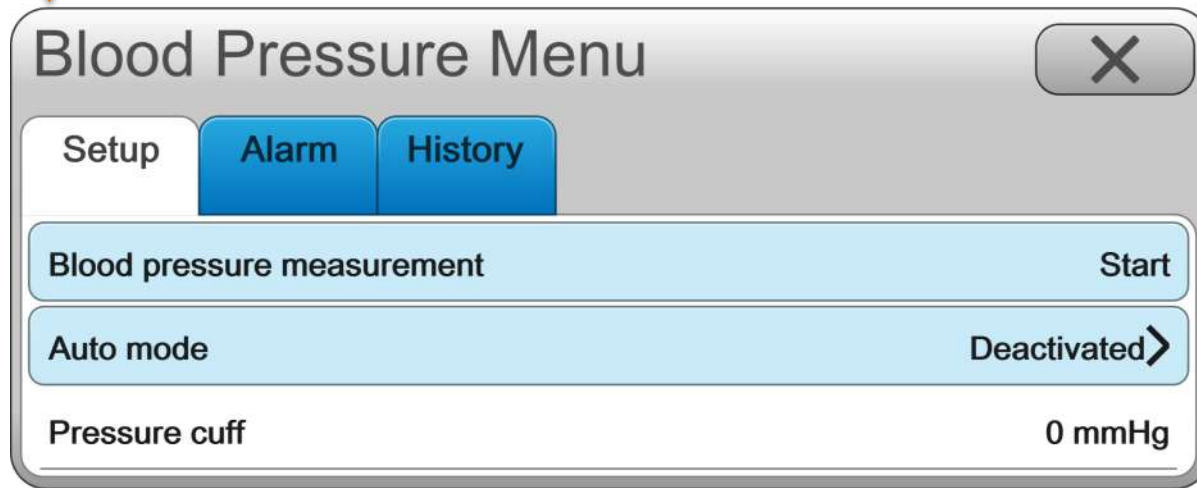 Blood Pressure Menu
Setup Alarm History
Blood pressure measurement Start
Auto mode Deactivated
Pressure cuff 0 mmHg